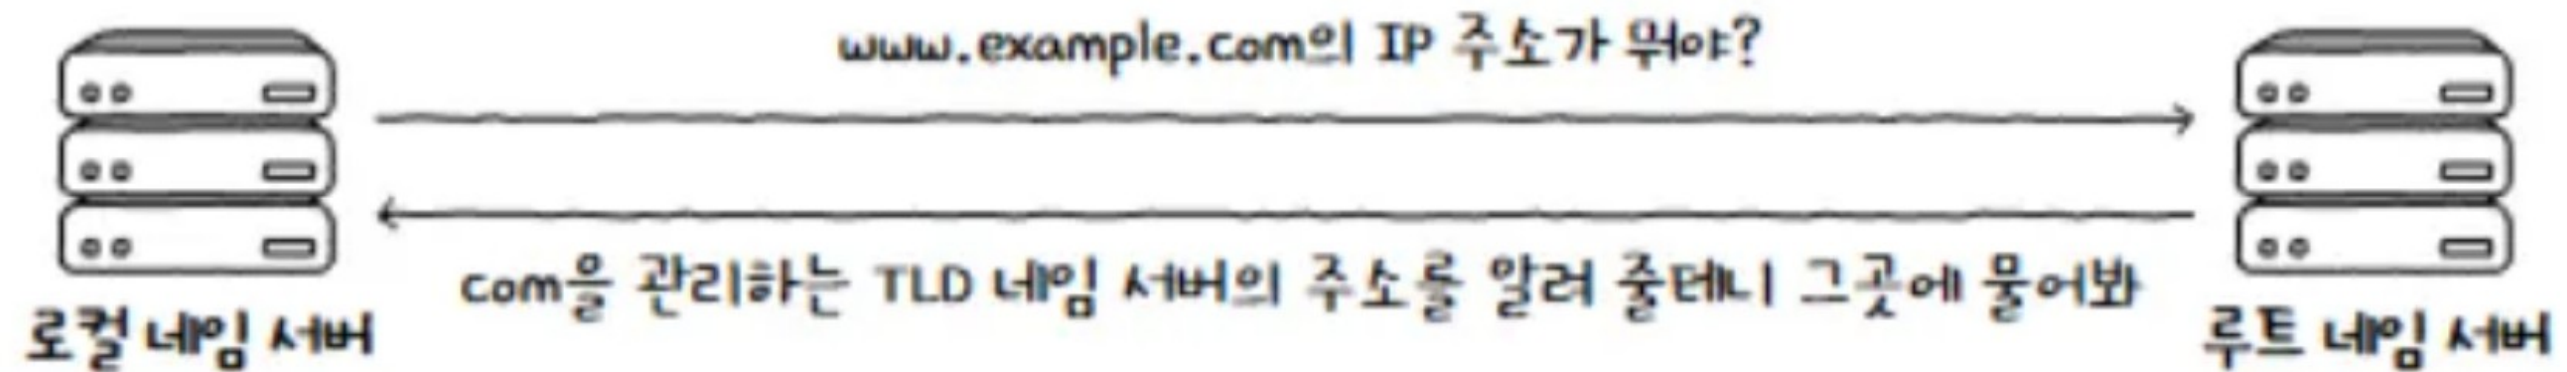 www.example.com의 IP 주소가 뭐야?
com을 관리하는 TLD 네임 서버의 주소를 알려 줄테니 그곳에 물어봐
로컬 네임 서버
루트 네임 서버